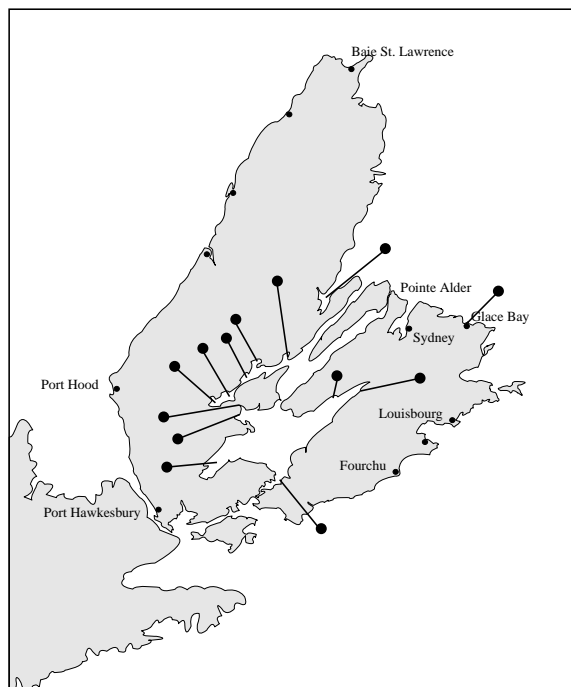 Baie St. Lawrence
Pointe Alder
Glace Bay
Sydney
Port Hood
Louisbourg
Fourchu
Port Hawkesbury